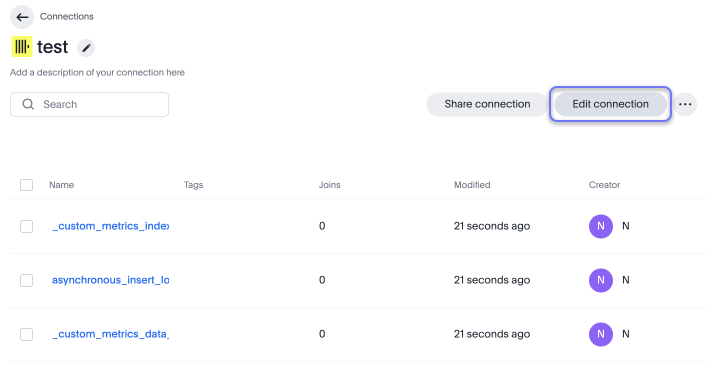 Connections
test
Add a description of your connection here
Search
Share connection
Edit connection
Name Tags Joins Modified Creator
_custom_metrics_index 0 21 seconds ago N N
asynchronous_insert_lo 0 21 seconds ago N N
_custom_metrics_data_ 0 21 seconds ago N N